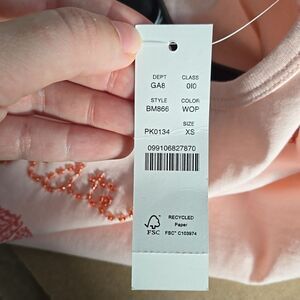 DEPT CLASS
GA8 0I0
STYLE COLOR
BM866 WOP
SIZE
PK0134 XS
099106827870
FSC
RECYCLED
Paper
FSC® C103974